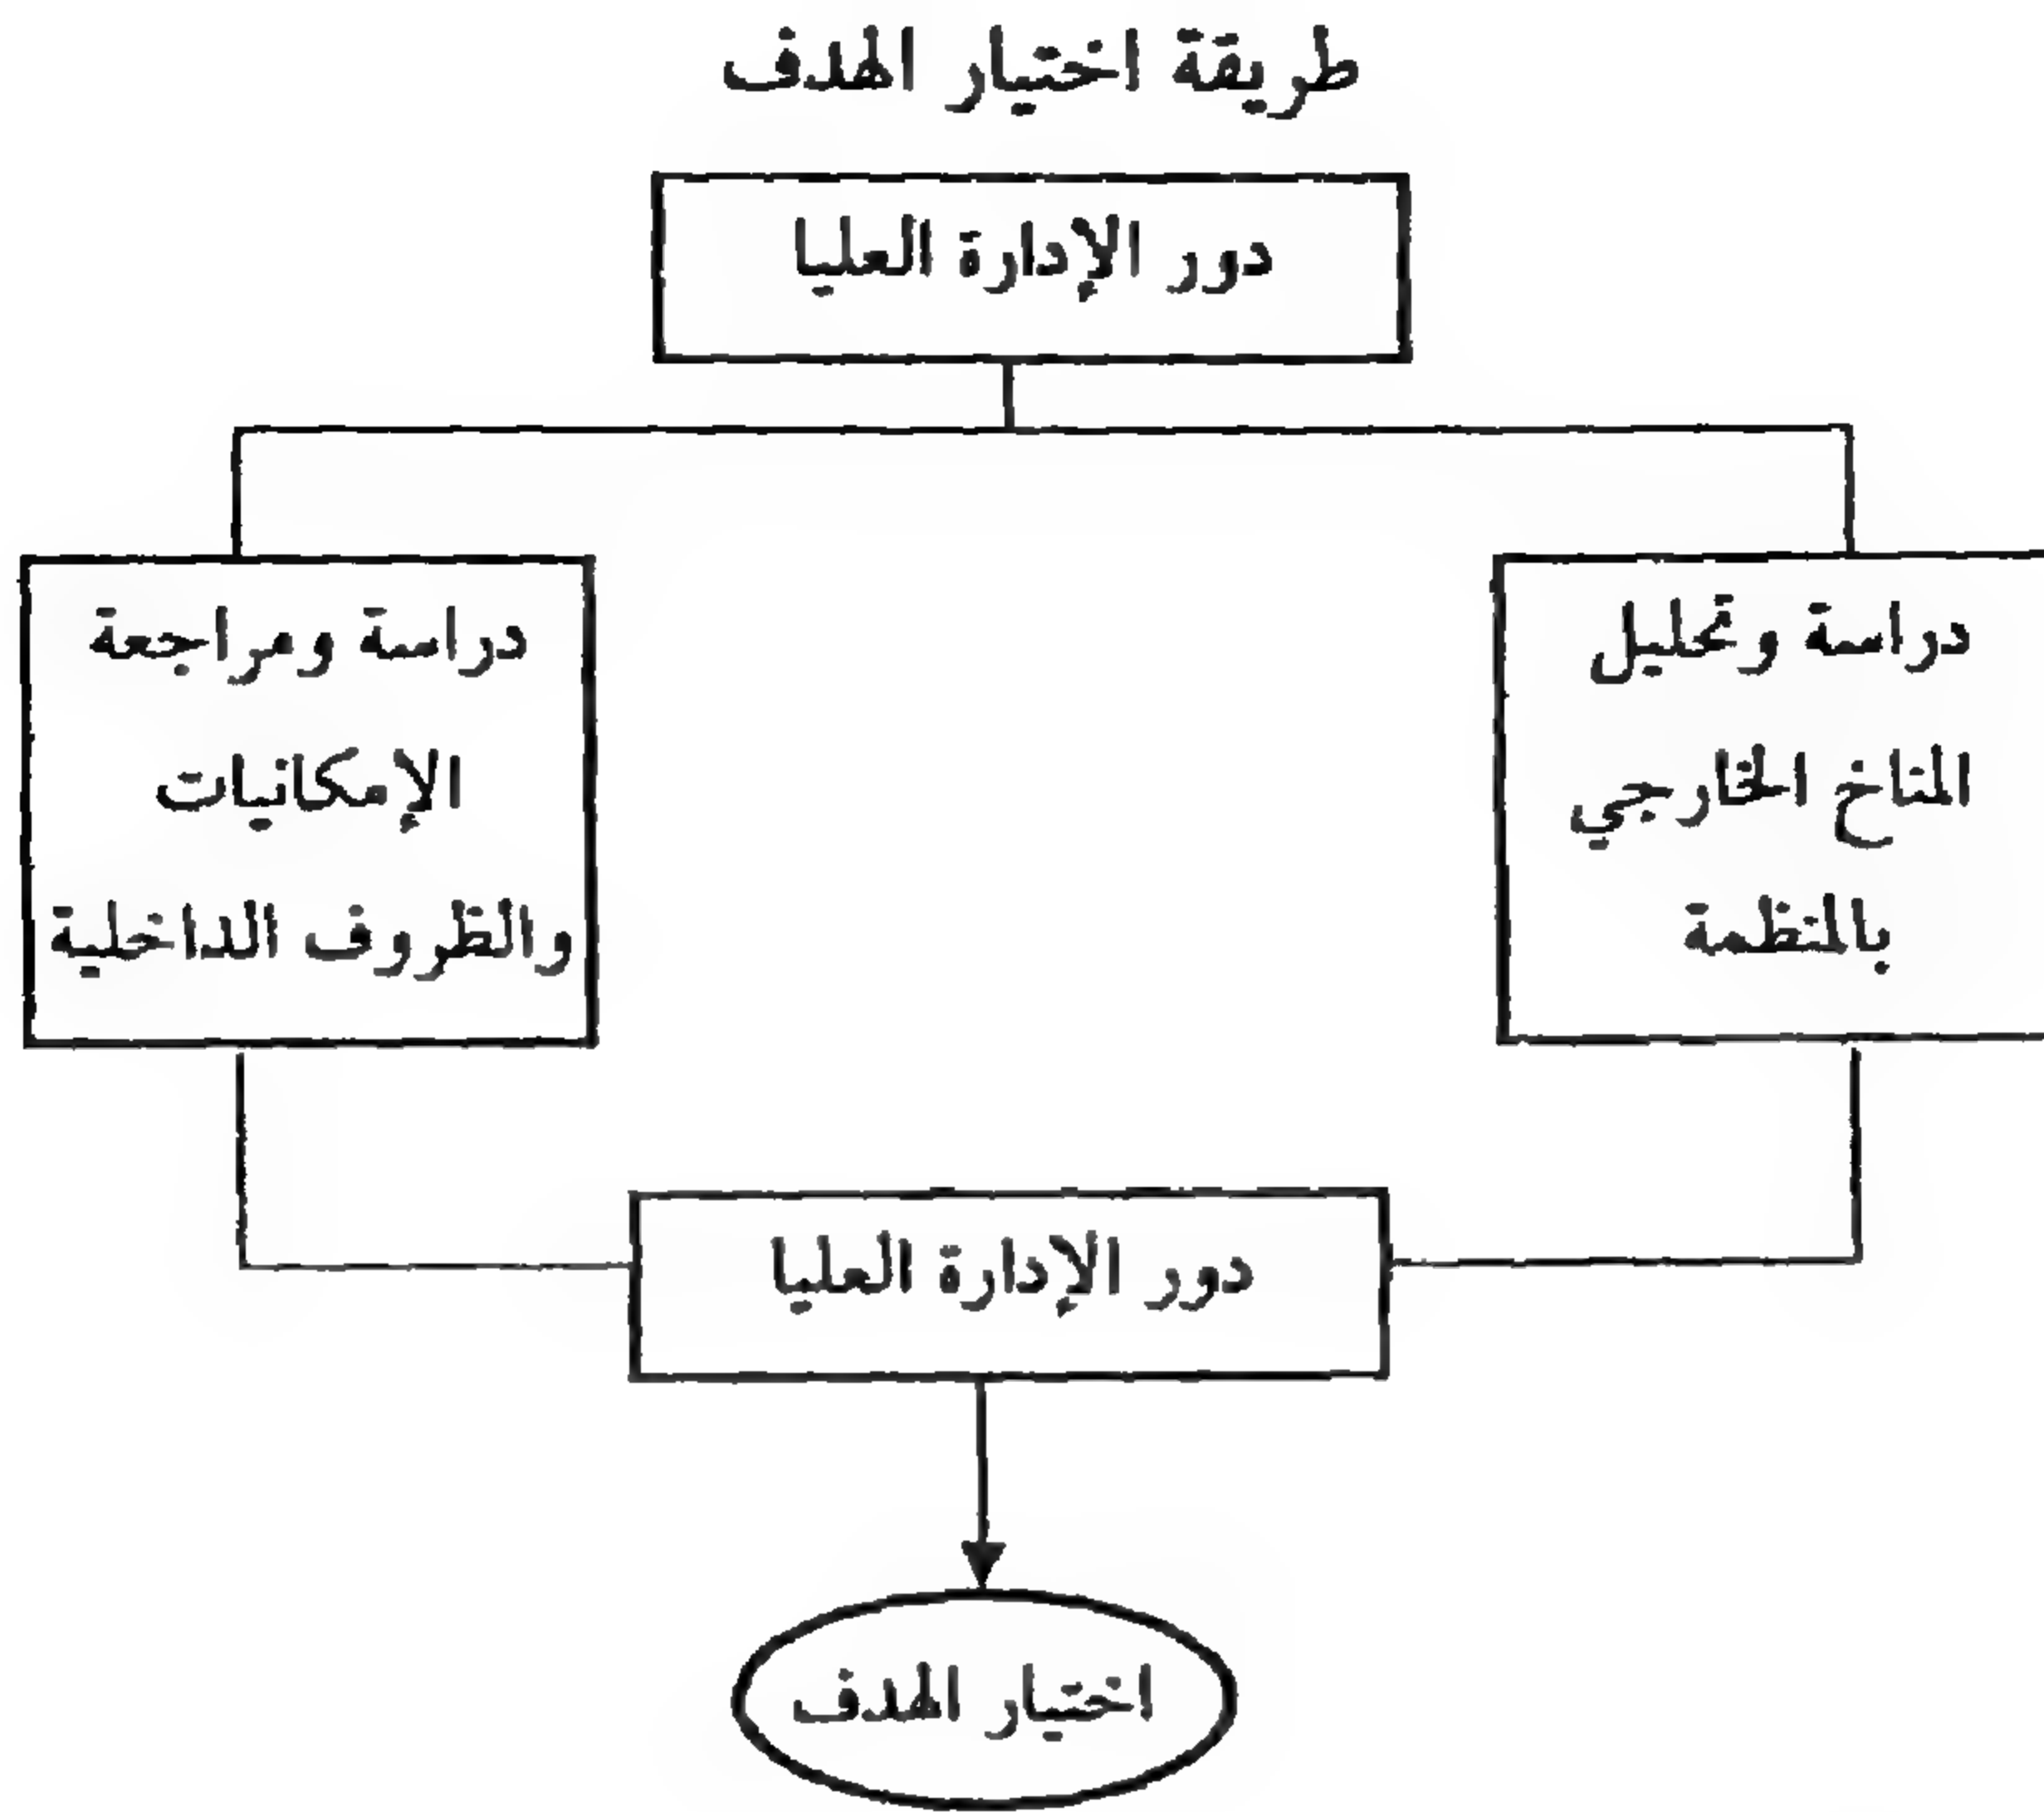 طريقة اختيار الهدف
دور الإدارة العليا
دراسة وتحليل
المناخ الخارجي
بالمنظمة
دراسة ومراجعة
الإمكانيات
والظروف الداخلية
دور الإدارة العليا
اختيار الهدف